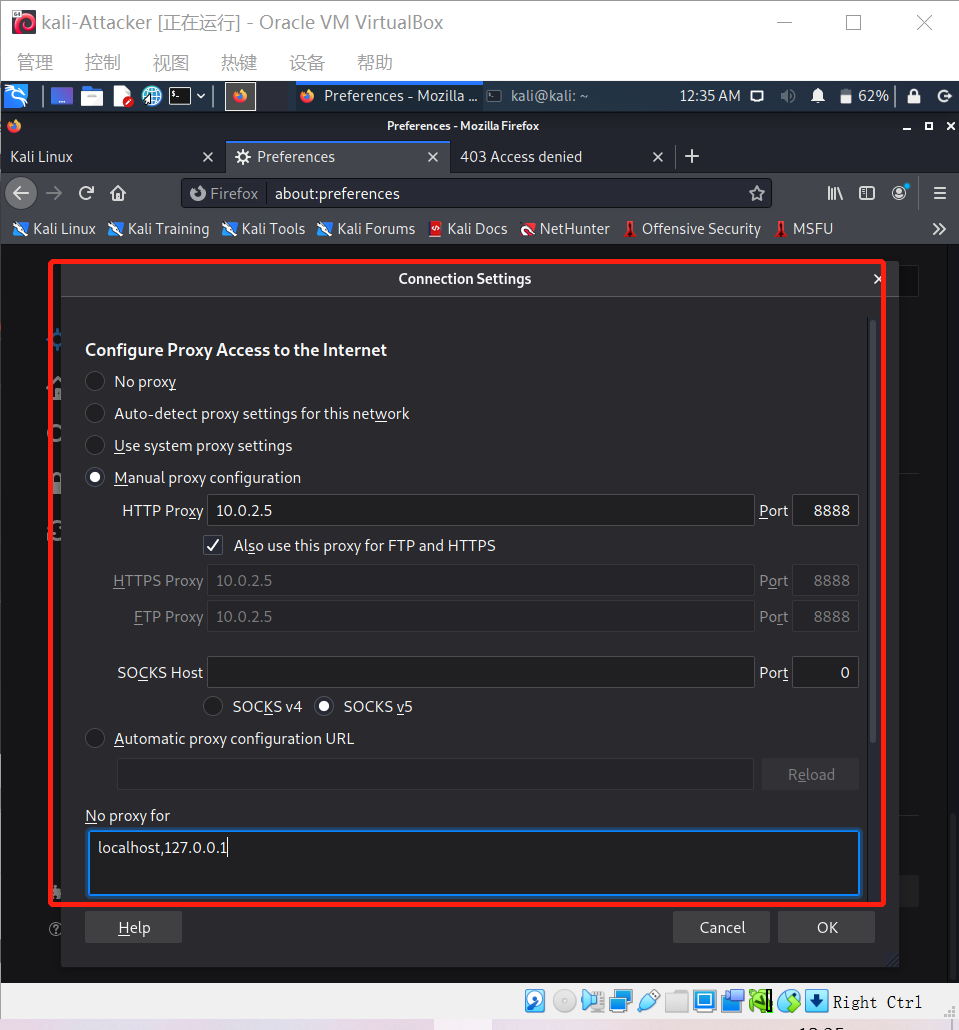 kali-Attacker [正在运行] - Oracle VM VirtualBox
管理 控制 视图 热键 设备 帮助
Preferences - Mozilla ... kali@kali: ~ 12:35 AM 62%
Preferences - Mozilla Firefox
Kali Linux Preferences 403 Access denied
Firefox about:preferences
Kali Linux Kali Training Kali Tools Kali Forums Kali Docs NetHunter Offensive Security MSFU
Connection Settings
Configure Proxy Access to the Internet
No proxy
Auto-detect proxy settings for this network
Use system proxy settings
Manual proxy configuration
HTTP Proxy 10.0.2.5 Port 8888
Also use this proxy for FTP and HTTPS
HTTPS Proxy 10.0.2.5 Port 8888
FTP Proxy 10.0.2.5 Port 8888
SOCKS Host Port 0
SOCKS v4 SOCKS v5
Automatic proxy configuration URL
Reload
No proxy for
localhost,127.0.0.1
Help Cancel OK
Right Ctrl